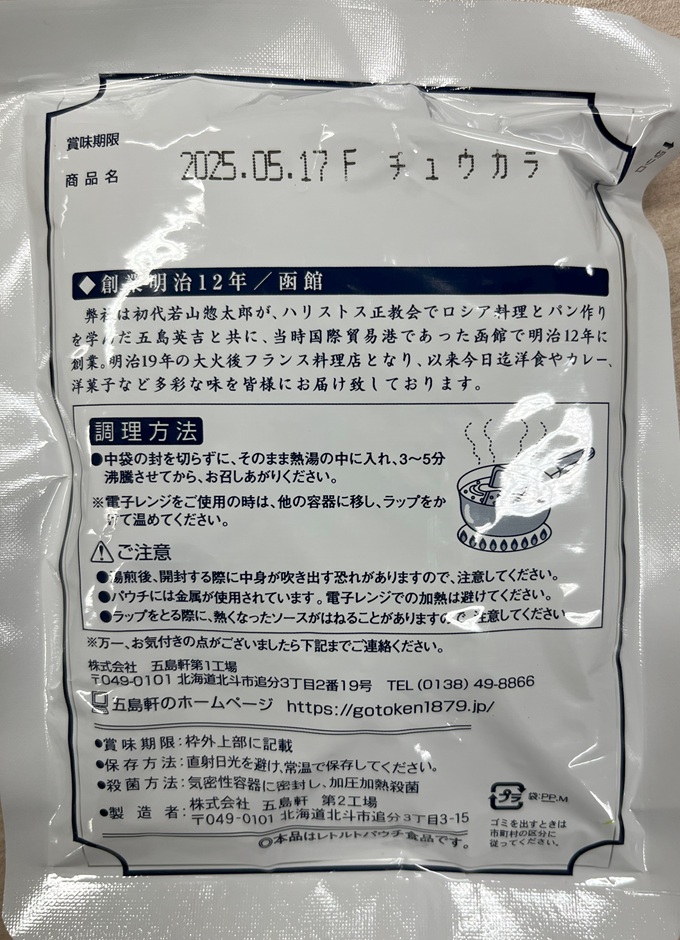 賞味期限
商品名 2025.05.17F チュウカラ
◆創業明治12年／函館
弊社は初代若山惣太郎が、ハリストス正教会でロシア料理とパン作り
を学んだ五島英吉と共に、当時国際貿易港であった函館で明治12年に
創業。明治19年の大火後フランス料理店となり、以来今日迄洋食やカレー、
洋菓子など多彩な味を皆様にお届け致しております。
調理方法
●中袋の封を切らずに、そのまま熱湯の中に入れ、3〜5分
沸騰させてから、お召しあがりください。
※電子レンジをご使用の時は、他の容器に移し、ラップをか
けて温めてください。
⚠ご注意
●湯煎後、開封する際に中身が吹き出す恐れがありますので、注意してください。
●パウチには金属が使用されています。電子レンジでの加熱は避けてください。
●ラップをとる際に、熱くなったソースがはねることがありますので、注意してください。
※万一、お気付きの点がございましたら下記までご連絡ください。
株式会社 五島軒第1工場
〒049-0101 北海道北斗市追分3丁目2番19号 TEL (0138) 49-8866
五島軒のホームページ https://gotoken1879.jp/
●賞味期限:枠外上部に記載
●保存方法:直射日光を避け、常温で保存してください。
●殺菌方法:気密性容器に密封し、加圧加熱殺菌
●製造者:株式会社 五島軒 第2工場
〒049-0101 北海道北斗市追分3丁目3-15
◎本品はレトルトパウチ食品です。
プラ 袋:PP,M
ゴミを出すときは
市町村の区分に
従ってください。